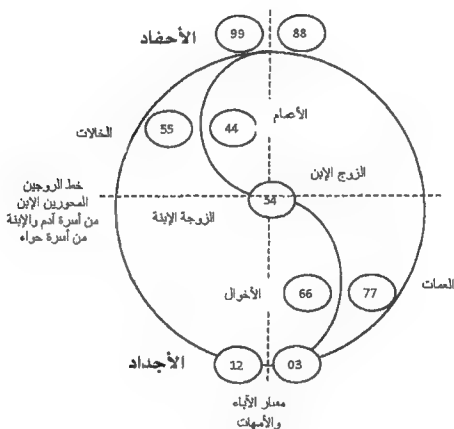 الأحفاد
99
88
الأعمام
الخالات
55
44
الزوج الإبن
خط الزوجين
المحورين الإبن
من أسرة آدم والإبنة
من أسرة حواء
54
الزوجة الإبنة
الأخوال
66
77
العمات
الأجداد
12
03
مسار الآباء
والأمهات